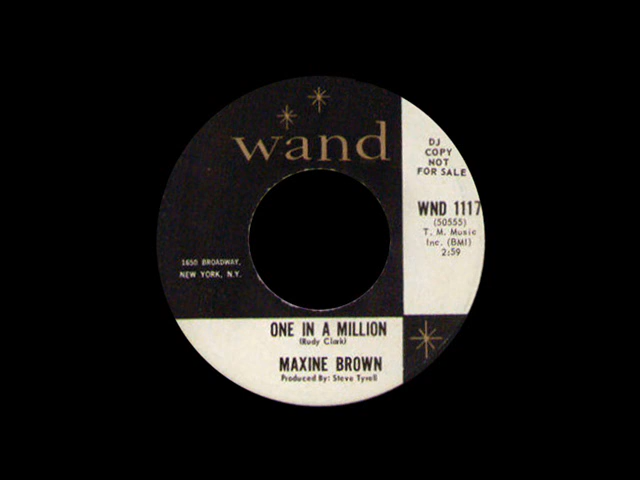 wand
DJ
COPY
NOT
FOR SALE
WND 1117
(50555)
T. M. Music
Inc. (BMI)
2:59
1650 BROADWAY,
NEW YORK, N.Y.
ONE IN A MILLION
(Rudy Clark)
MAXINE BROWN
Produced By: Steve Tyrell